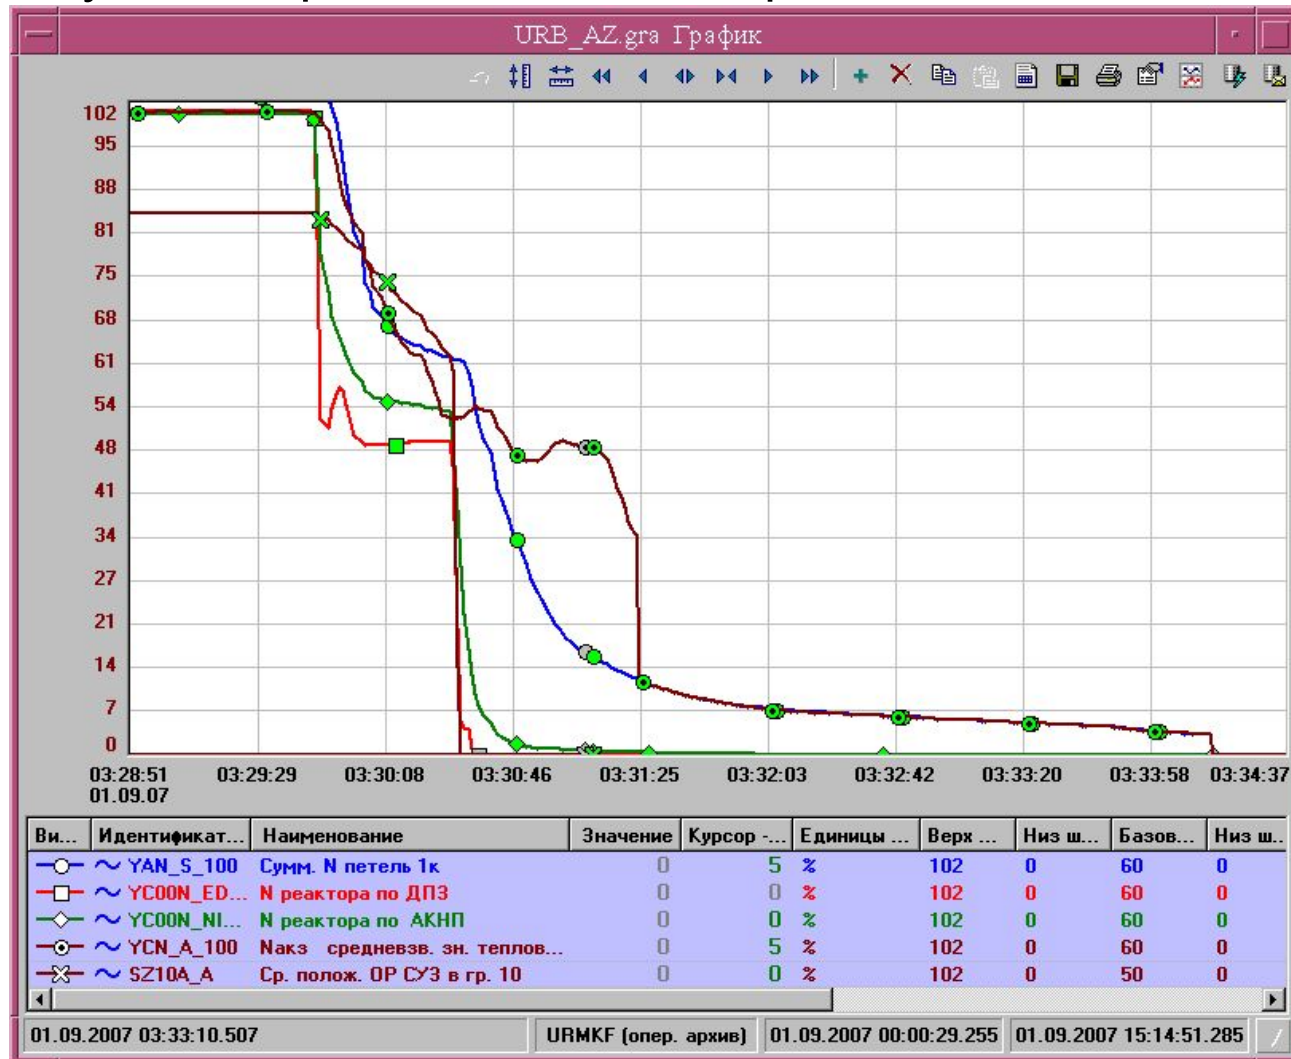 URB_AZ.gra График
102
95
88
81
75
68
61
54
48
41
34
27
21
14
7
0
03:28:51 03:29:29 03:30:08 03:30:46 03:31:25 03:32:03 03:32:42 03:33:20 03:33:58 03:34:37
01.09.07
Ви... Идентификат... Наименование Значение Курсор -... Единицы ... Верх ... Низ ш... Базов... Низ ш..
YAN_S_100 Сумм. N петель 1к 0 5 % 102 0 60 0
YC00N_ED... N реактора по ДПЗ 0 0 % 102 0 60 0
YC00N_NI... N реактора по АКНП 0 0 % 102 0 60 0
YCN_A_100 Nакз средневзв. зн. теплов... 0 5 % 102 0 60 0
SZ10A_A Ср. полож. ОР СУЗ в гр. 10 0 0 % 102 0 50 0
01.09.2007 03:33:10.507 URMKF (опер. архив) 01.09.2007 00:00:29.255 01.09.2007 15:14:51.285